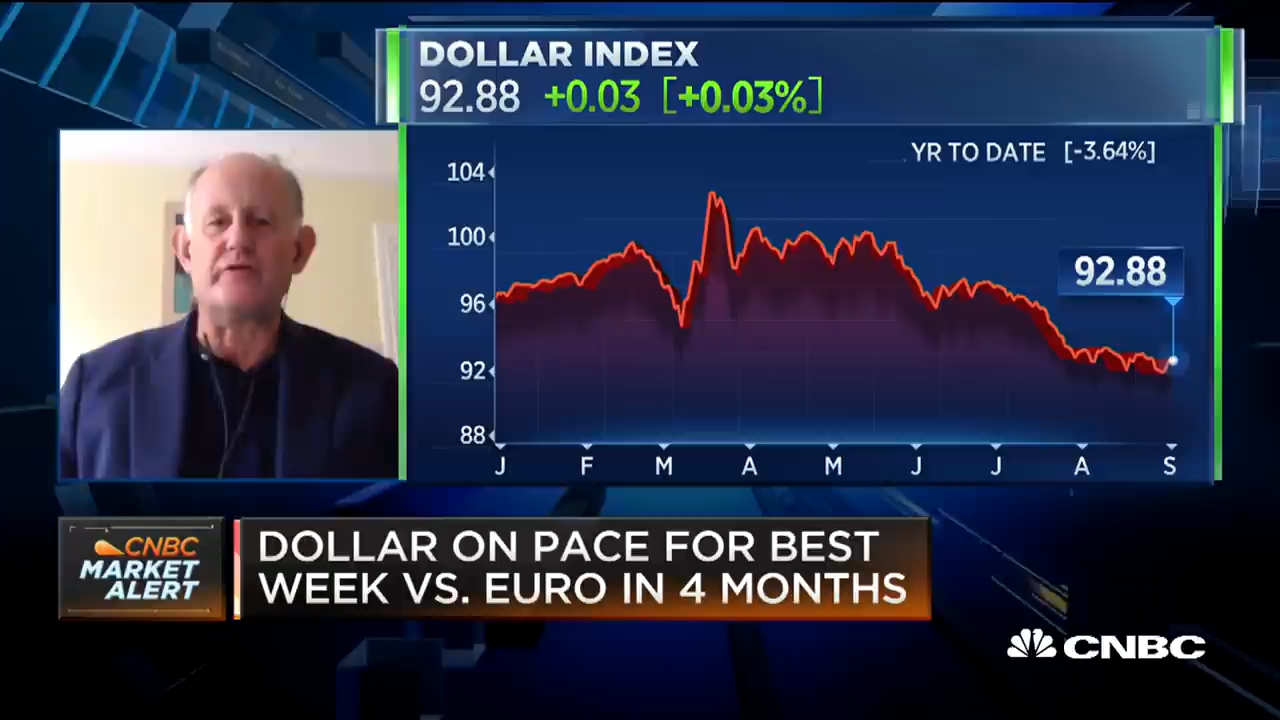 DOLLAR INDEX
92.88 +0.03 [+0.03%]
YR TO DATE [-3.64%]
104
100
96
92
88
92.88
J F M A M J J A S
CNBC
MARKET
ALERT
DOLLAR ON PACE FOR BEST
WEEK VS. EURO IN 4 MONTHS
CNBC